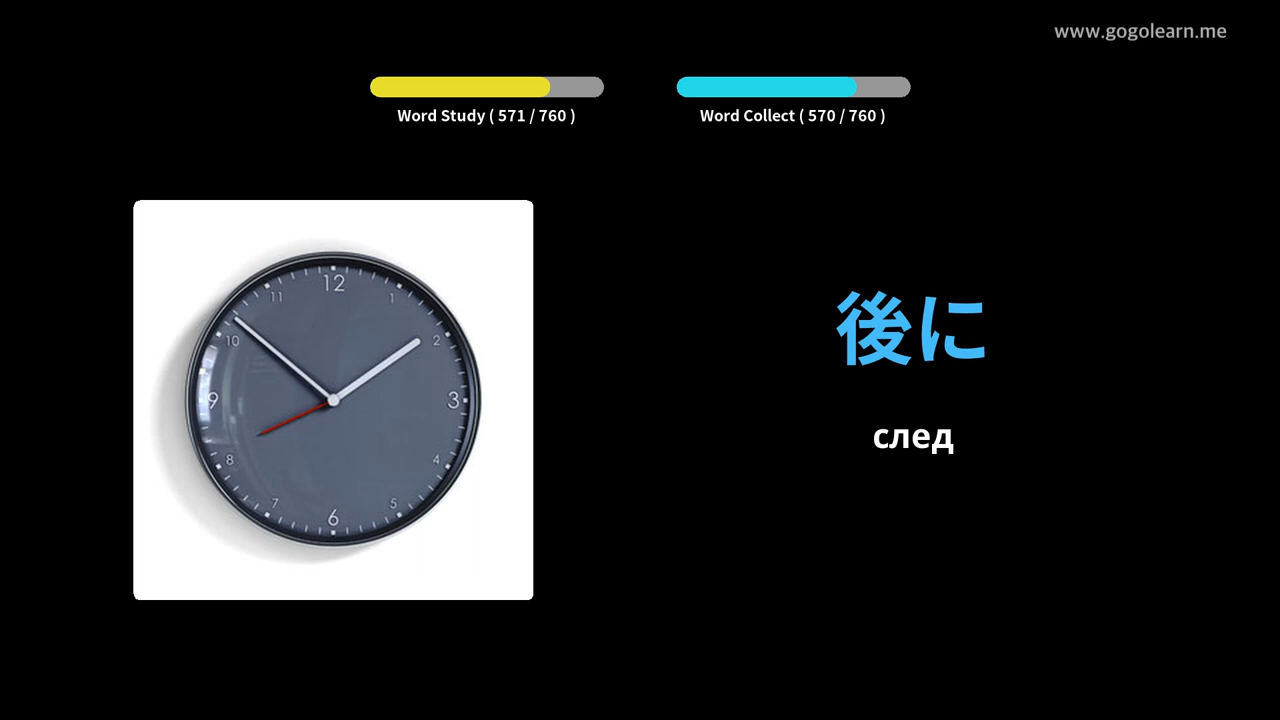 www.gogolearn.me
Word Study ( 571 / 760 )
Word Collect ( 570 / 760 )
12
11
1
10
2
9
3
8
4
7
5
6
後に
след